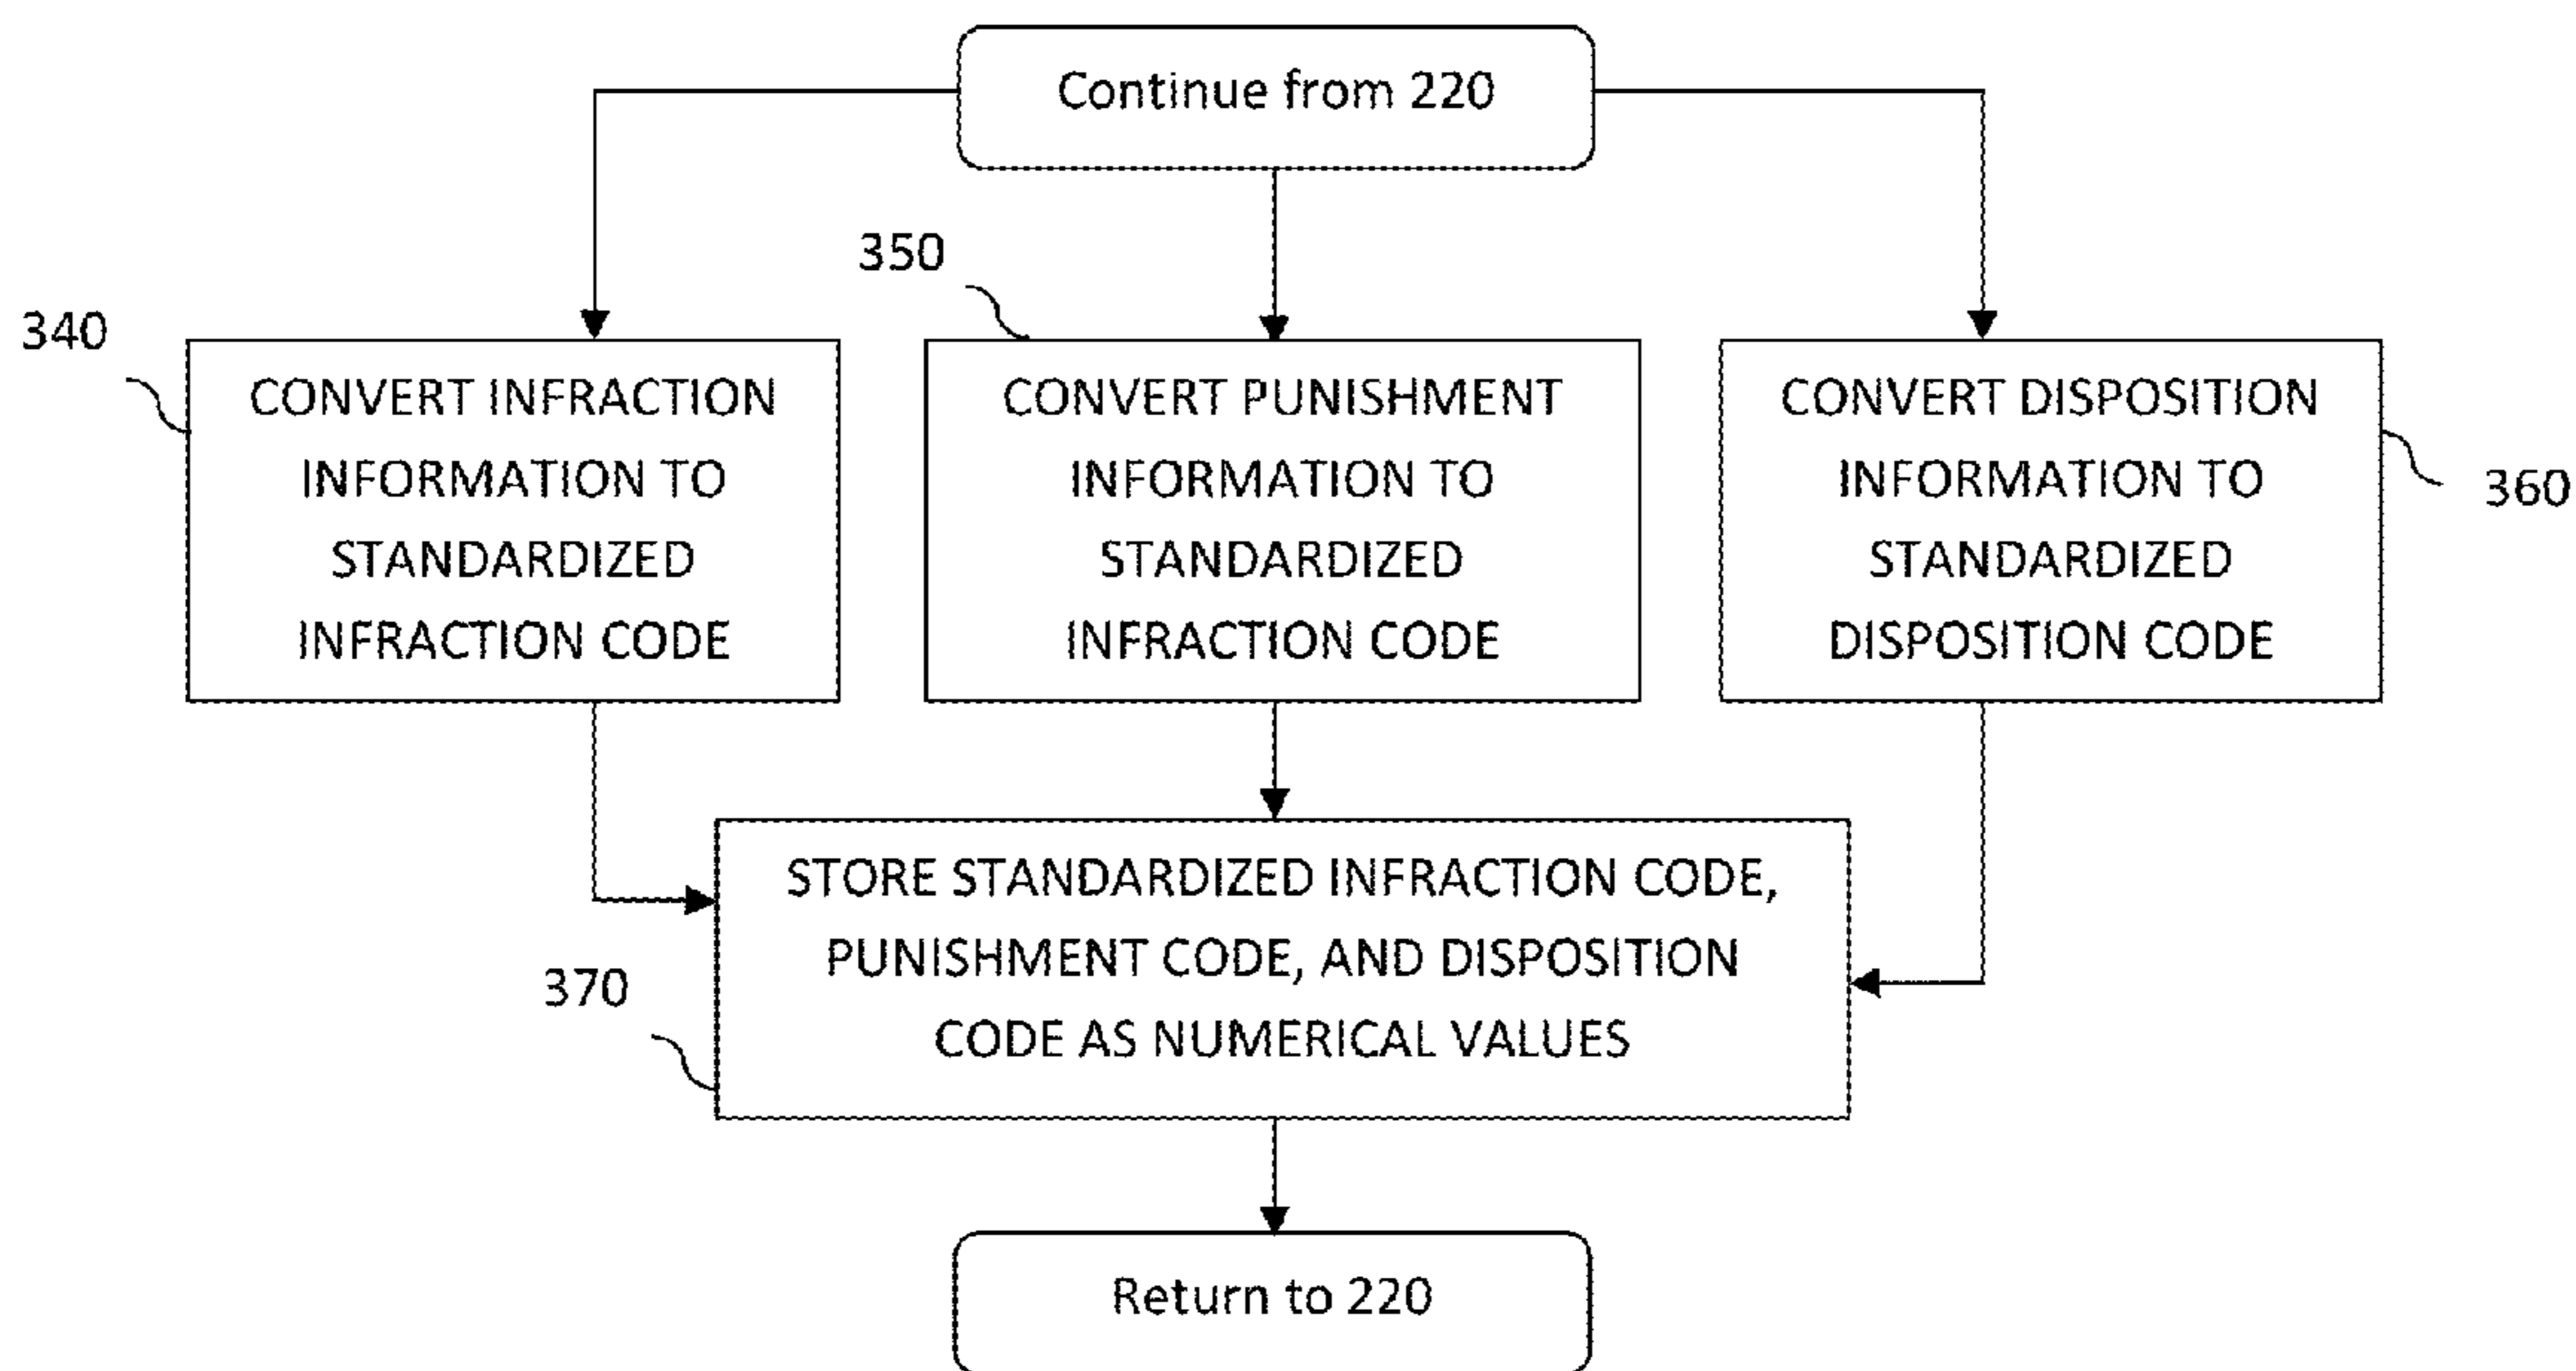 Continue from 220
350
340
CONVERT INFRACTION
INFORMATION TO
STANDARDIZED
INFRACTION CODE
CONVERT PUNISHMENT
INFORMATION TO
STANDARDIZED
INFRACTION CODE
CONVERT DISPOSITION
INFORMATION TO
STANDARDIZED
DISPOSITION CODE
360
STORE STANDARDIZED INFRACTION CODE,
PUNISHMENT CODE, AND DISPOSITION
CODE AS NUMERICAL VALUES
370
Return to 220